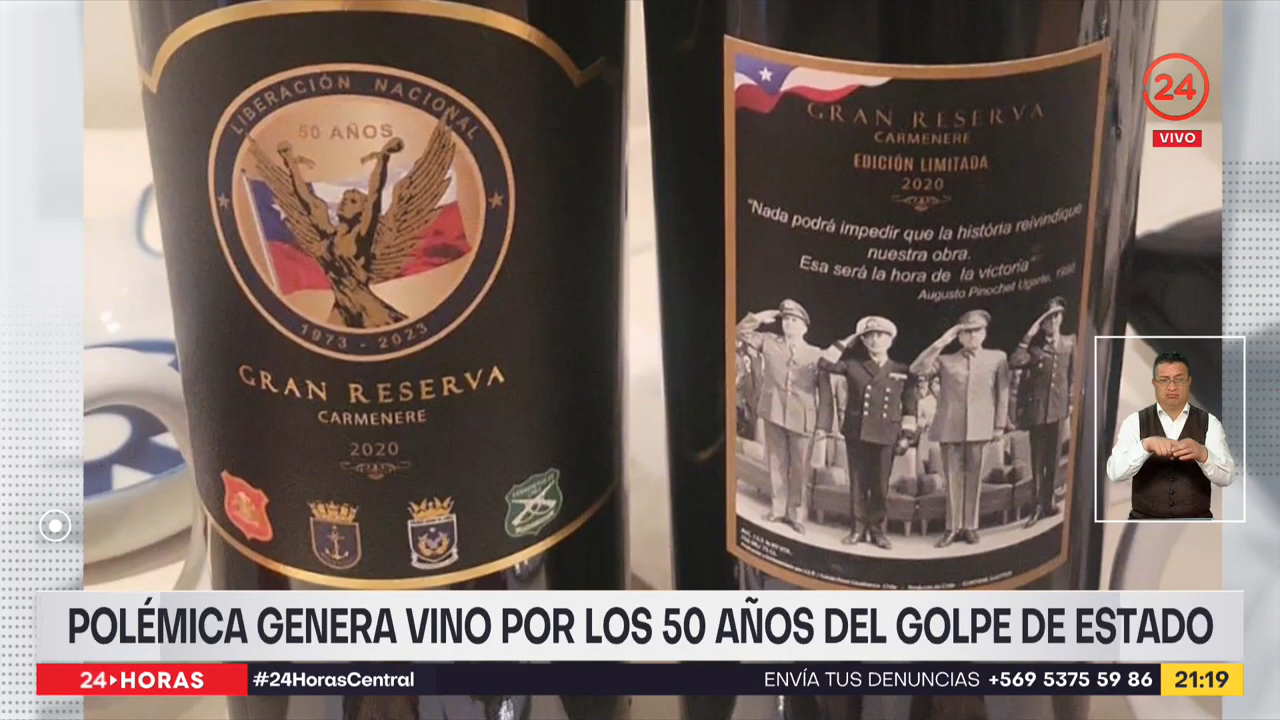 LIBERACIÓN NACIONAL
50 AÑOS
1973 - 2023
GRAN RESERVA
CARMENERE
2020
GRAN RESERVA
CARMENERE
EDICIÓN LIMITADA
2020
"Nada podrá impedir que la história reivindique
nuestra obra.
Esa será la hora de la victoria"
Augusto Pinochet Ugarte,
24
VIVO
POLÉMICA GENERA VINO POR LOS 50 AÑOS DEL GOLPE DE ESTADO
24 HORAS
#24HorasCentral
ENVÍA TUS DENUNCIAS +569 5375 59 86
21:19